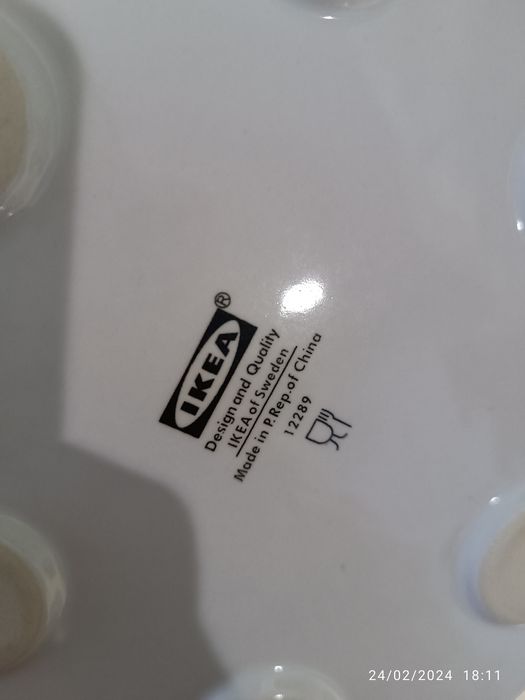 IKEA®
Design and Quality
IKEA of Sweden
Made in P.Rep.of China
12289
24/02/2024 18:11